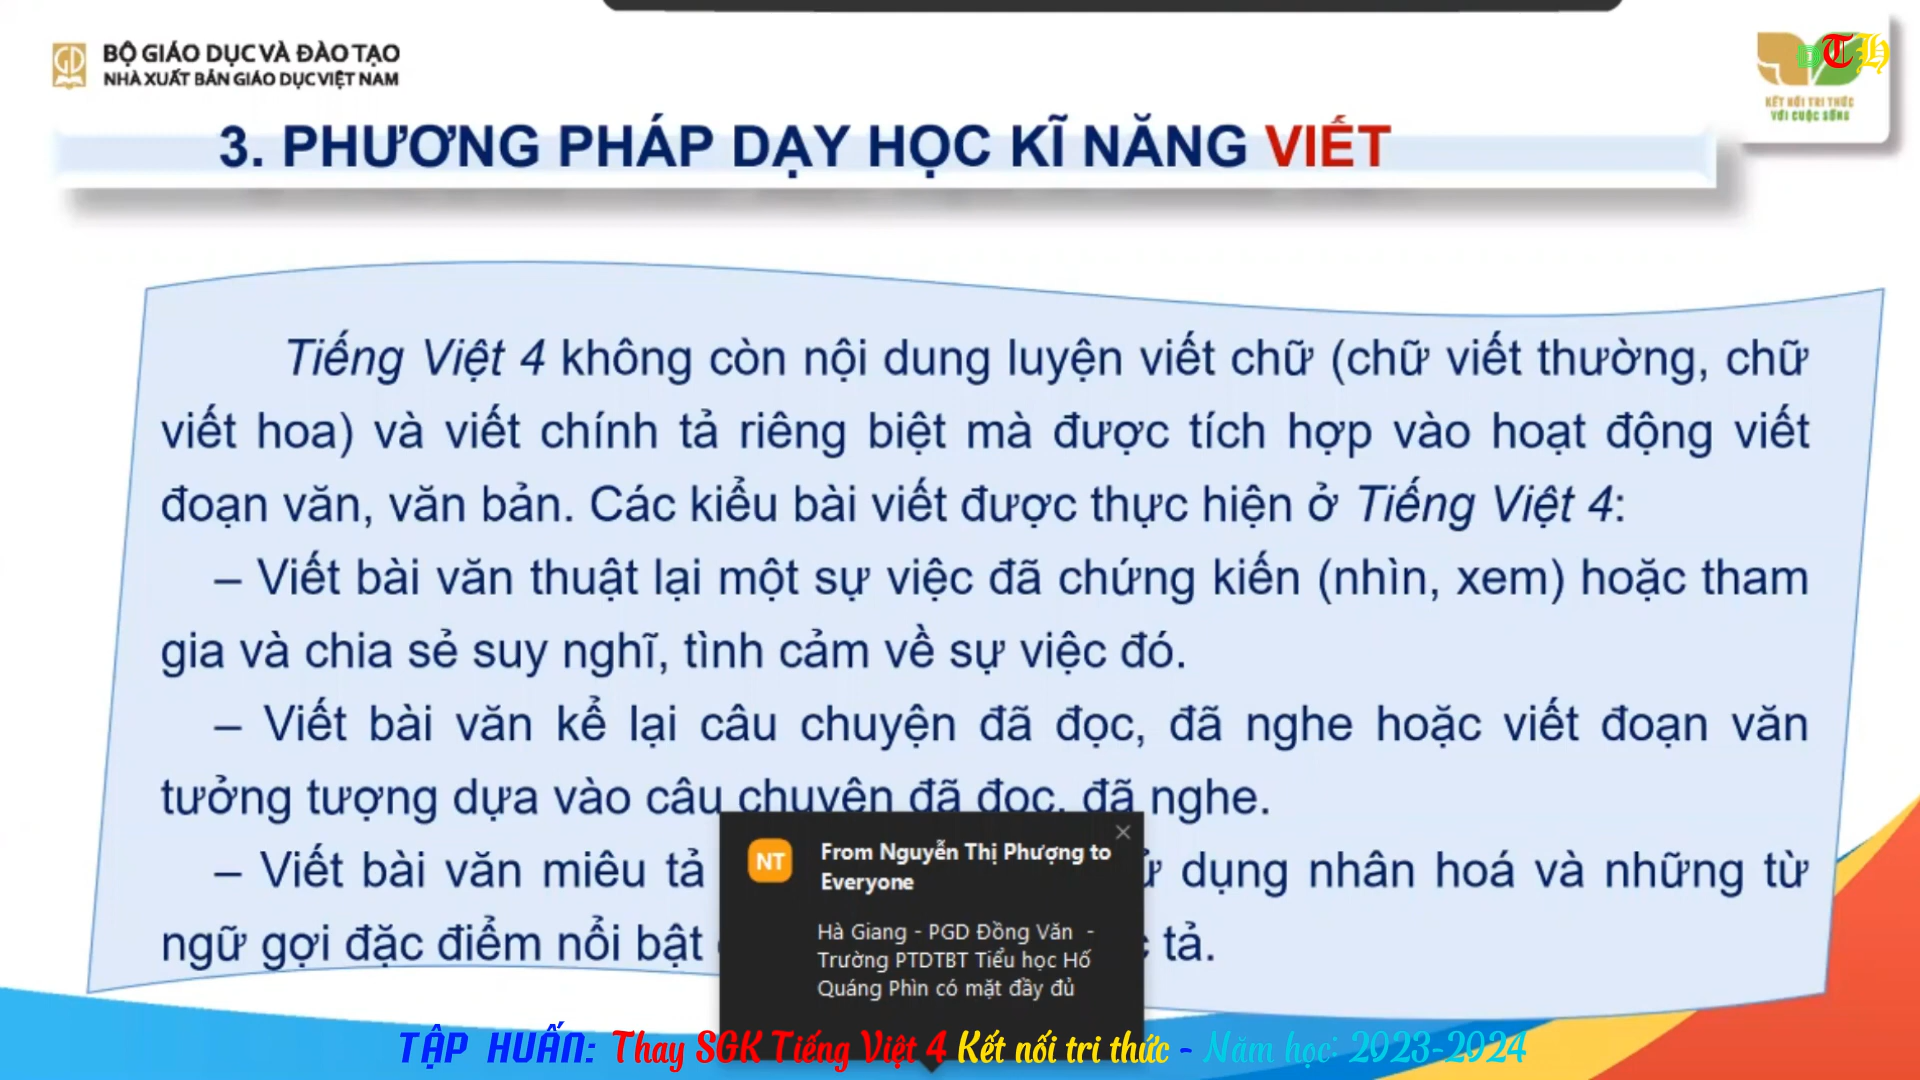 BỘ GIÁO DỤC VÀ ĐÀO TẠO
NHÀ XUẤT BẢN GIÁO DỤC VIỆT NAM
TH
KẾT NỐI TRI THỨC
VỚI CUỘC SỐNG
3. PHƯƠNG PHÁP DẠY HỌC KĨ NĂNG VIẾT
Tiếng Việt 4 không còn nội dung luyện viết chữ (chữ viết thường, chữ
viết hoa) và viết chính tả riêng biệt mà được tích hợp vào hoạt động viết
đoạn văn, văn bản. Các kiểu bài viết được thực hiện ở Tiếng Việt 4:
– Viết bài văn thuật lại một sự việc đã chứng kiến (nhìn, xem) hoặc tham
gia và chia sẻ suy nghĩ, tình cảm về sự việc đó.
– Viết bài văn kể lại câu chuyện đã đọc, đã nghe hoặc viết đoạn văn
tưởng tượng dựa vào câu chuyện đã đọc, đã nghe.
– Viết bài văn miêu tả dụng nhân hoá và những từ
ngữ gợi đặc điểm nổi bật tả.
NT
From Nguyễn Thị Phượng to
Everyone
Hà Giang - PGD Đồng Văn -
Trường PTDTBT Tiểu học Hố
Quáng Phìn có mặt đầy đủ
TẬP HUẤN: Thay SGK Tiếng Việt 4 Kết nối tri thức - Năm học: 2023-2024